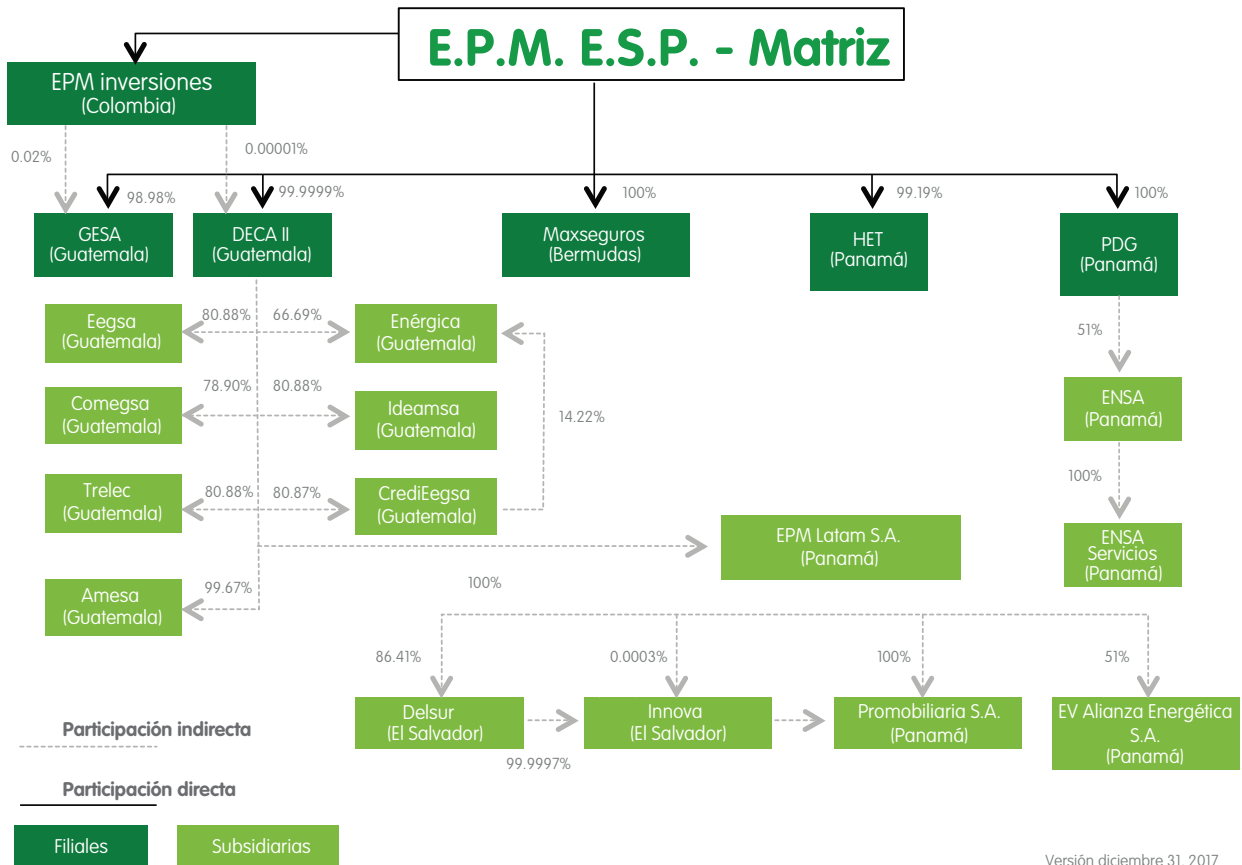 E.P.M. E.S.P. - Matriz
EPM inversiones
(Colombia)
0.02%
0.00001%
98.98%
99.9999%
100%
99.19%
100%
GESA
(Guatemala)
DECA II
(Guatemala)
Maxseguros
(Bermudas)
HET
(Panamá)
PDG
(Panamá)
Eegsa
(Guatemala)
80.88%
66.69%
Enérgica
(Guatemala)
51%
Comegsa
(Guatemala)
78.90%
80.88%
Ideamsa
(Guatemala)
14.22%
ENSA
(Panamá)
Trelec
(Guatemala)
80.88%
80.87%
CrediEegsa
(Guatemala)
100%
EPM Latam S.A.
(Panamá)
ENSA
Servicios
(Panamá)
Amesa
(Guatemala)
99.67%
100%
86.41%
0.0003%
100%
51%
Delsur
(El Salvador)
Innova
(El Salvador)
Promobiliaria S.A.
(Panamá)
EV Alianza Energética
S.A.
(Panamá)
99.9997%
Participación indirecta
Participación directa
Filiales
Subsidiarias
Versión diciembre 31, 2017